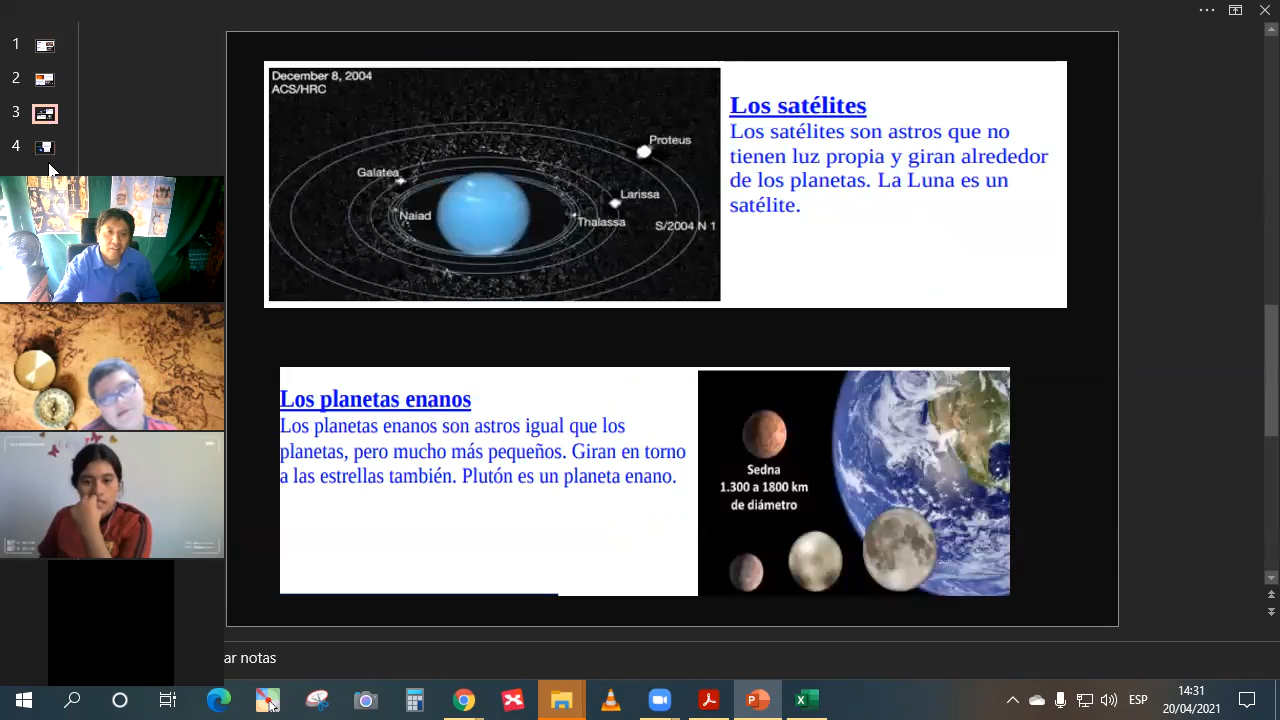 1
2
3
4
December 8, 2004
ACS/HRC
Proteus
Galatea
Larissa
Naiad
Thalassa
S/2004 N 1
Los satélites
Los satélites son astros que no
tienen luz propia y giran alrededor
de los planetas. La Luna es un
satélite.
Los planetas enanos
Los planetas enanos son astros igual que los
planetas, pero mucho más pequeños. Giran en torno
a las estrellas también. Plutón es un planeta enano.
Sedna
1.300 a 1800 km
de diámetro
ar notas
ESP
14:31
20/04/2021